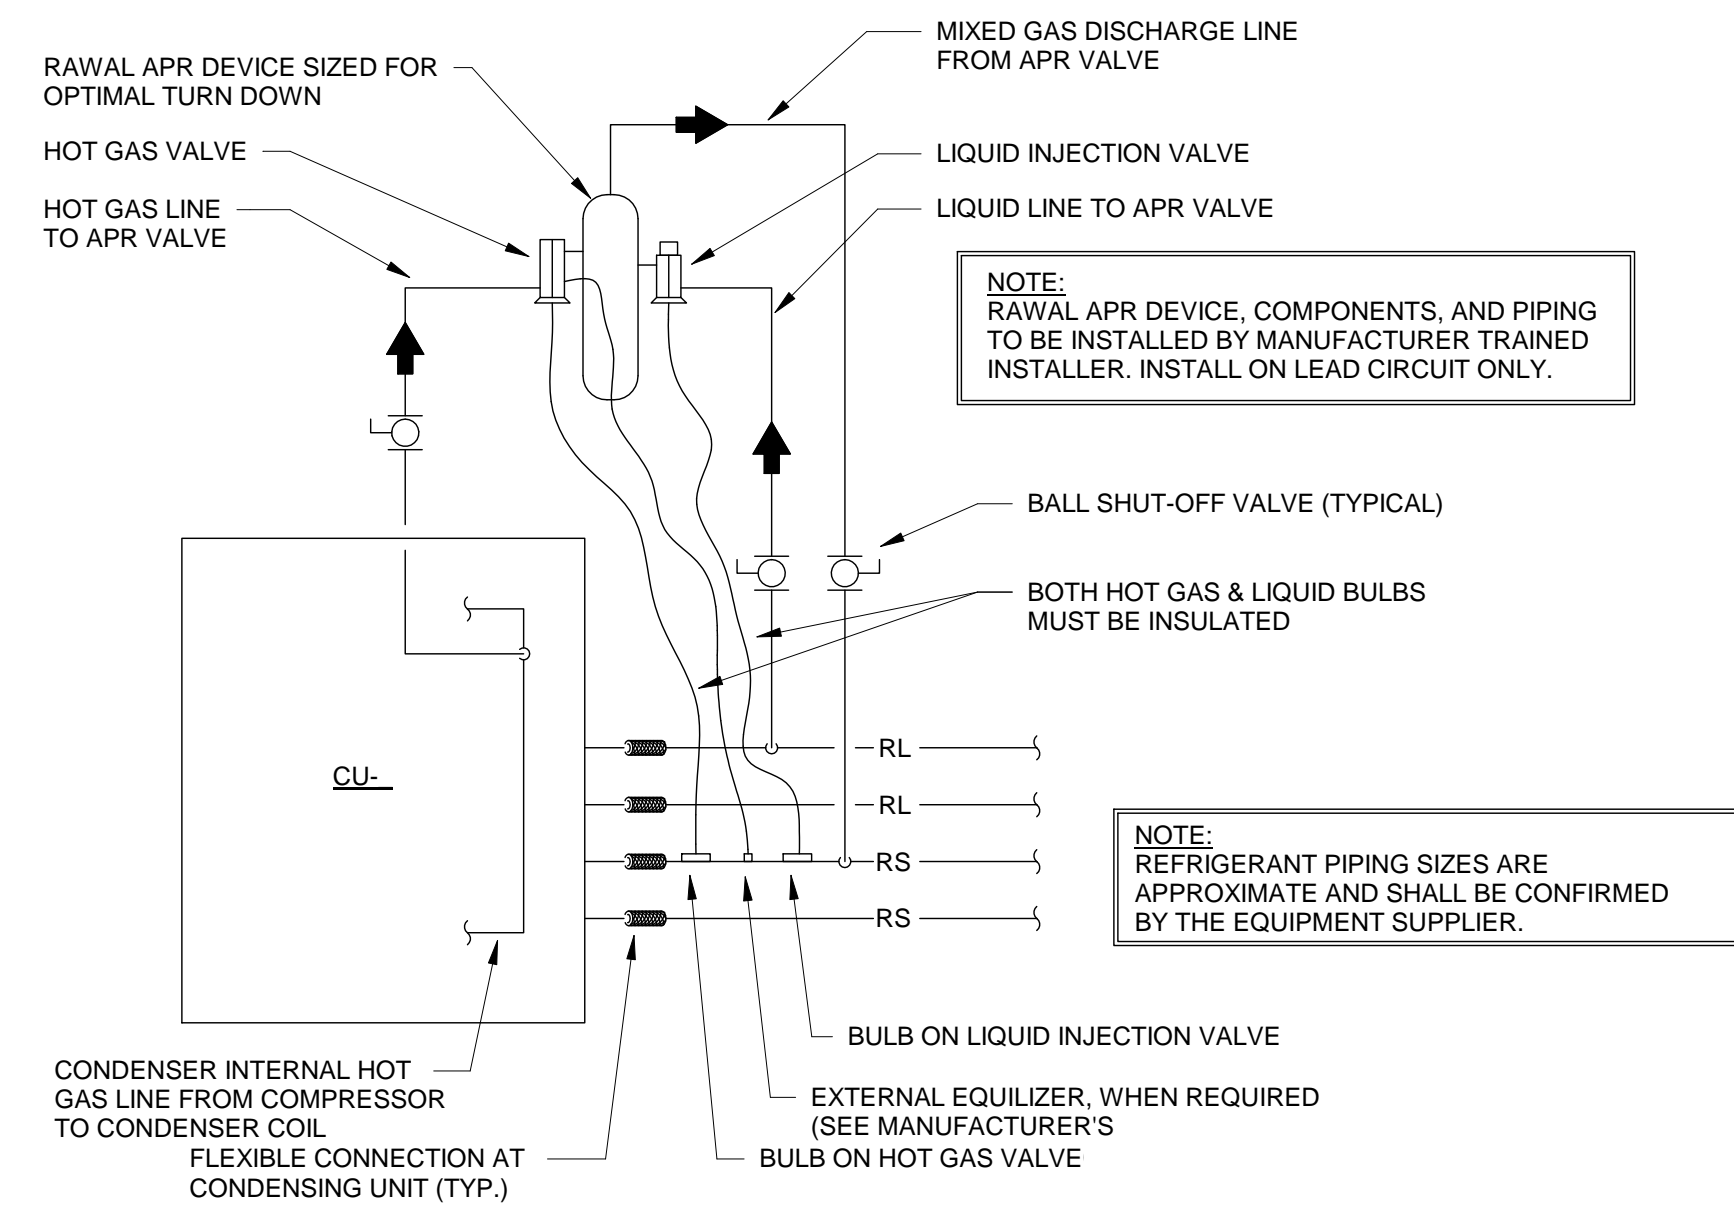 MIXED GAS DISCHARGE LINE
FROM APR VALVE
RAWAL APR DEVICE SIZED FOR
OPTIMAL TURN DOWN
HOT GAS VALVE
LIQUID INJECTION VALVE
HOT GAS LINE
TO APR VALVE
LIQUID LINE TO APR VALVE
NOTE:
RAWAL APR DEVICE, COMPONENTS, AND PIPING
TO BE INSTALLED BY MANUFACTURER TRAINED
INSTALLER. INSTALL ON LEAD CIRCUIT ONLY.
BALL SHUT-OFF VALVE (TYPICAL)
BOTH HOT GAS & LIQUID BULBS
MUST BE INSULATED
RL
CU-_
RL
RS
RS
NOTE:
REFRIGERANT PIPING SIZES ARE
APPROXIMATE AND SHALL BE CONFIRMED
BY THE EQUIPMENT SUPPLIER.
BULB ON LIQUID INJECTION VALVE
CONDENSER INTERNAL HOT
GAS LINE FROM COMPRESSOR
TO CONDENSER COIL
EXTERNAL EQUILIZER, WHEN REQUIRED
(SEE MANUFACTURER'S
FLEXIBLE CONNECTION AT
CONDENSING UNIT (TYP.)
BULB ON HOT GAS VALVE